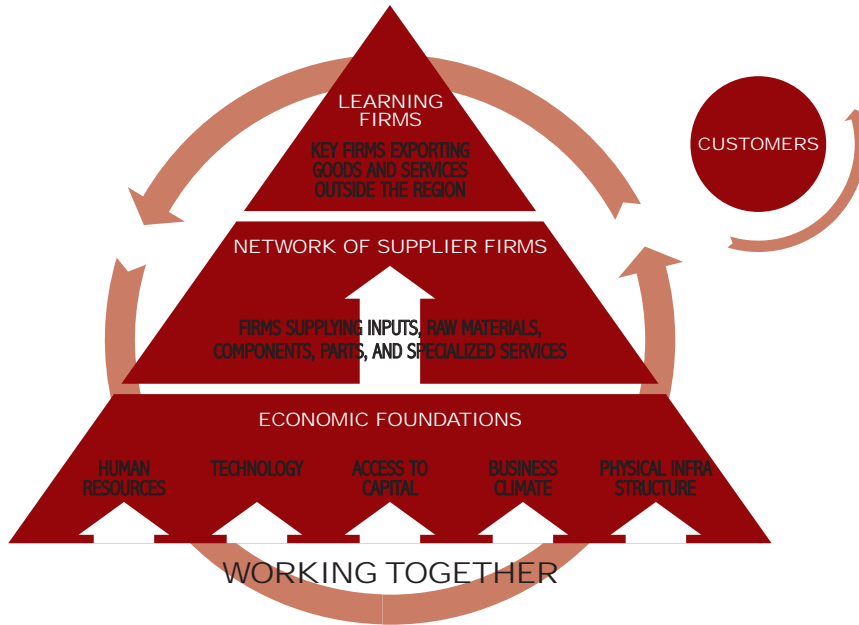 LEARNING
FIRMS
KEY FIRMS EXPORTING
GOODS AND SERVICES
OUTSIDE THE REGION
CUSTOMERS
NETWORK OF SUPPLIER FIRMS
FIRMS SUPPLYING INPUTS, RAW MATERIALS,
COMPONENTS, PARTS, AND SPECIALIZED SERVICES
ECONOMIC FOUNDATIONS
HUMAN
RESOURCES
TECHNOLOGY
ACCESS TO
CAPITAL
BUSINESS
CLIMATE
PHYSICAL INFRA
STRUCTURE
WORKING TOGETHER